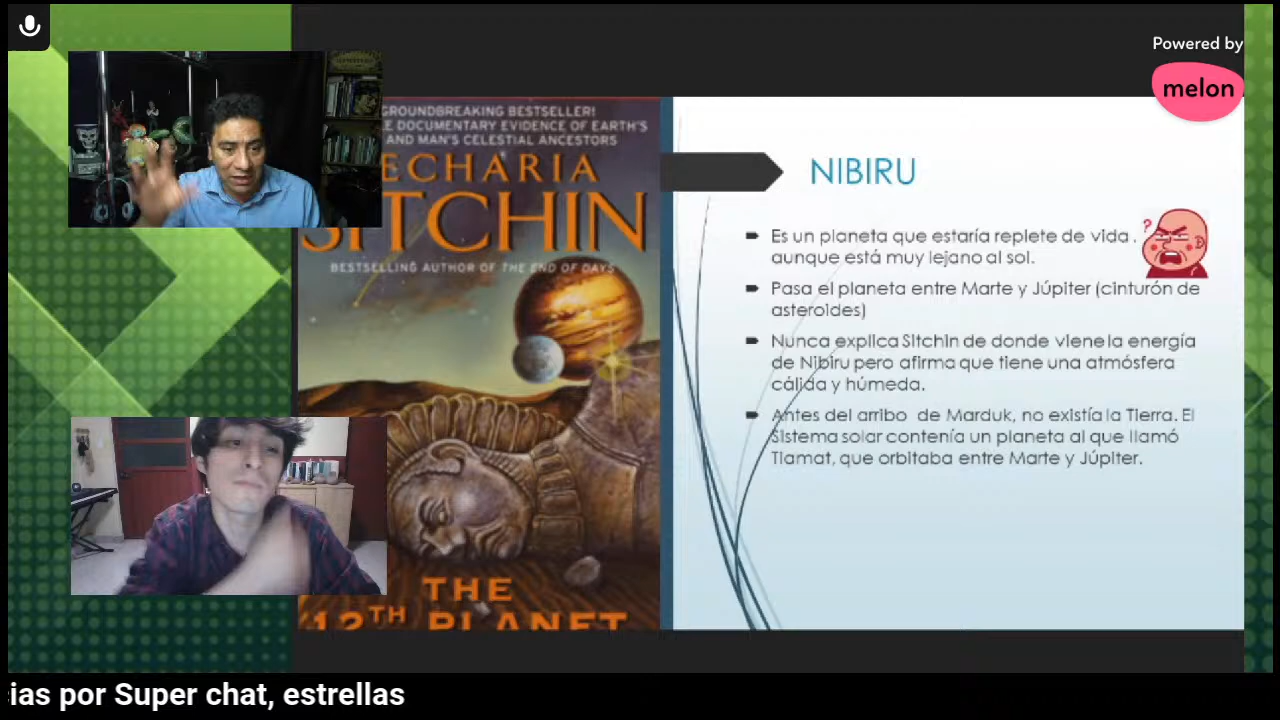 Powered by
melon
GROUNDBREAKING BESTSELLER!
E DOCUMENTARY EVIDENCE OF EARTH'S
AND MAN'S CELESTIAL ANCESTORS
ECHARIA
SITCHIN
BESTSELLING AUTHOR OF THE END OF DAYS
THE
12TH PLANET
NIBIRU
Es un planeta que estaría replete de vida ,
aunque está muy lejano al sol.
Pasa el planeta entre Marte y Júpiter (cinturón de
asteroides)
Nunca explica Sitchin de donde viene la energía
de Nibiru pero afirma que tiene una atmósfera
cálida y húmeda.
Antes del arribo de Marduk, no existía la Tierra. El
Sistema solar contenía un planeta al que llamó
Tiamat, que orbitaba entre Marte y Júpiter.
ias por Super chat, estrellas